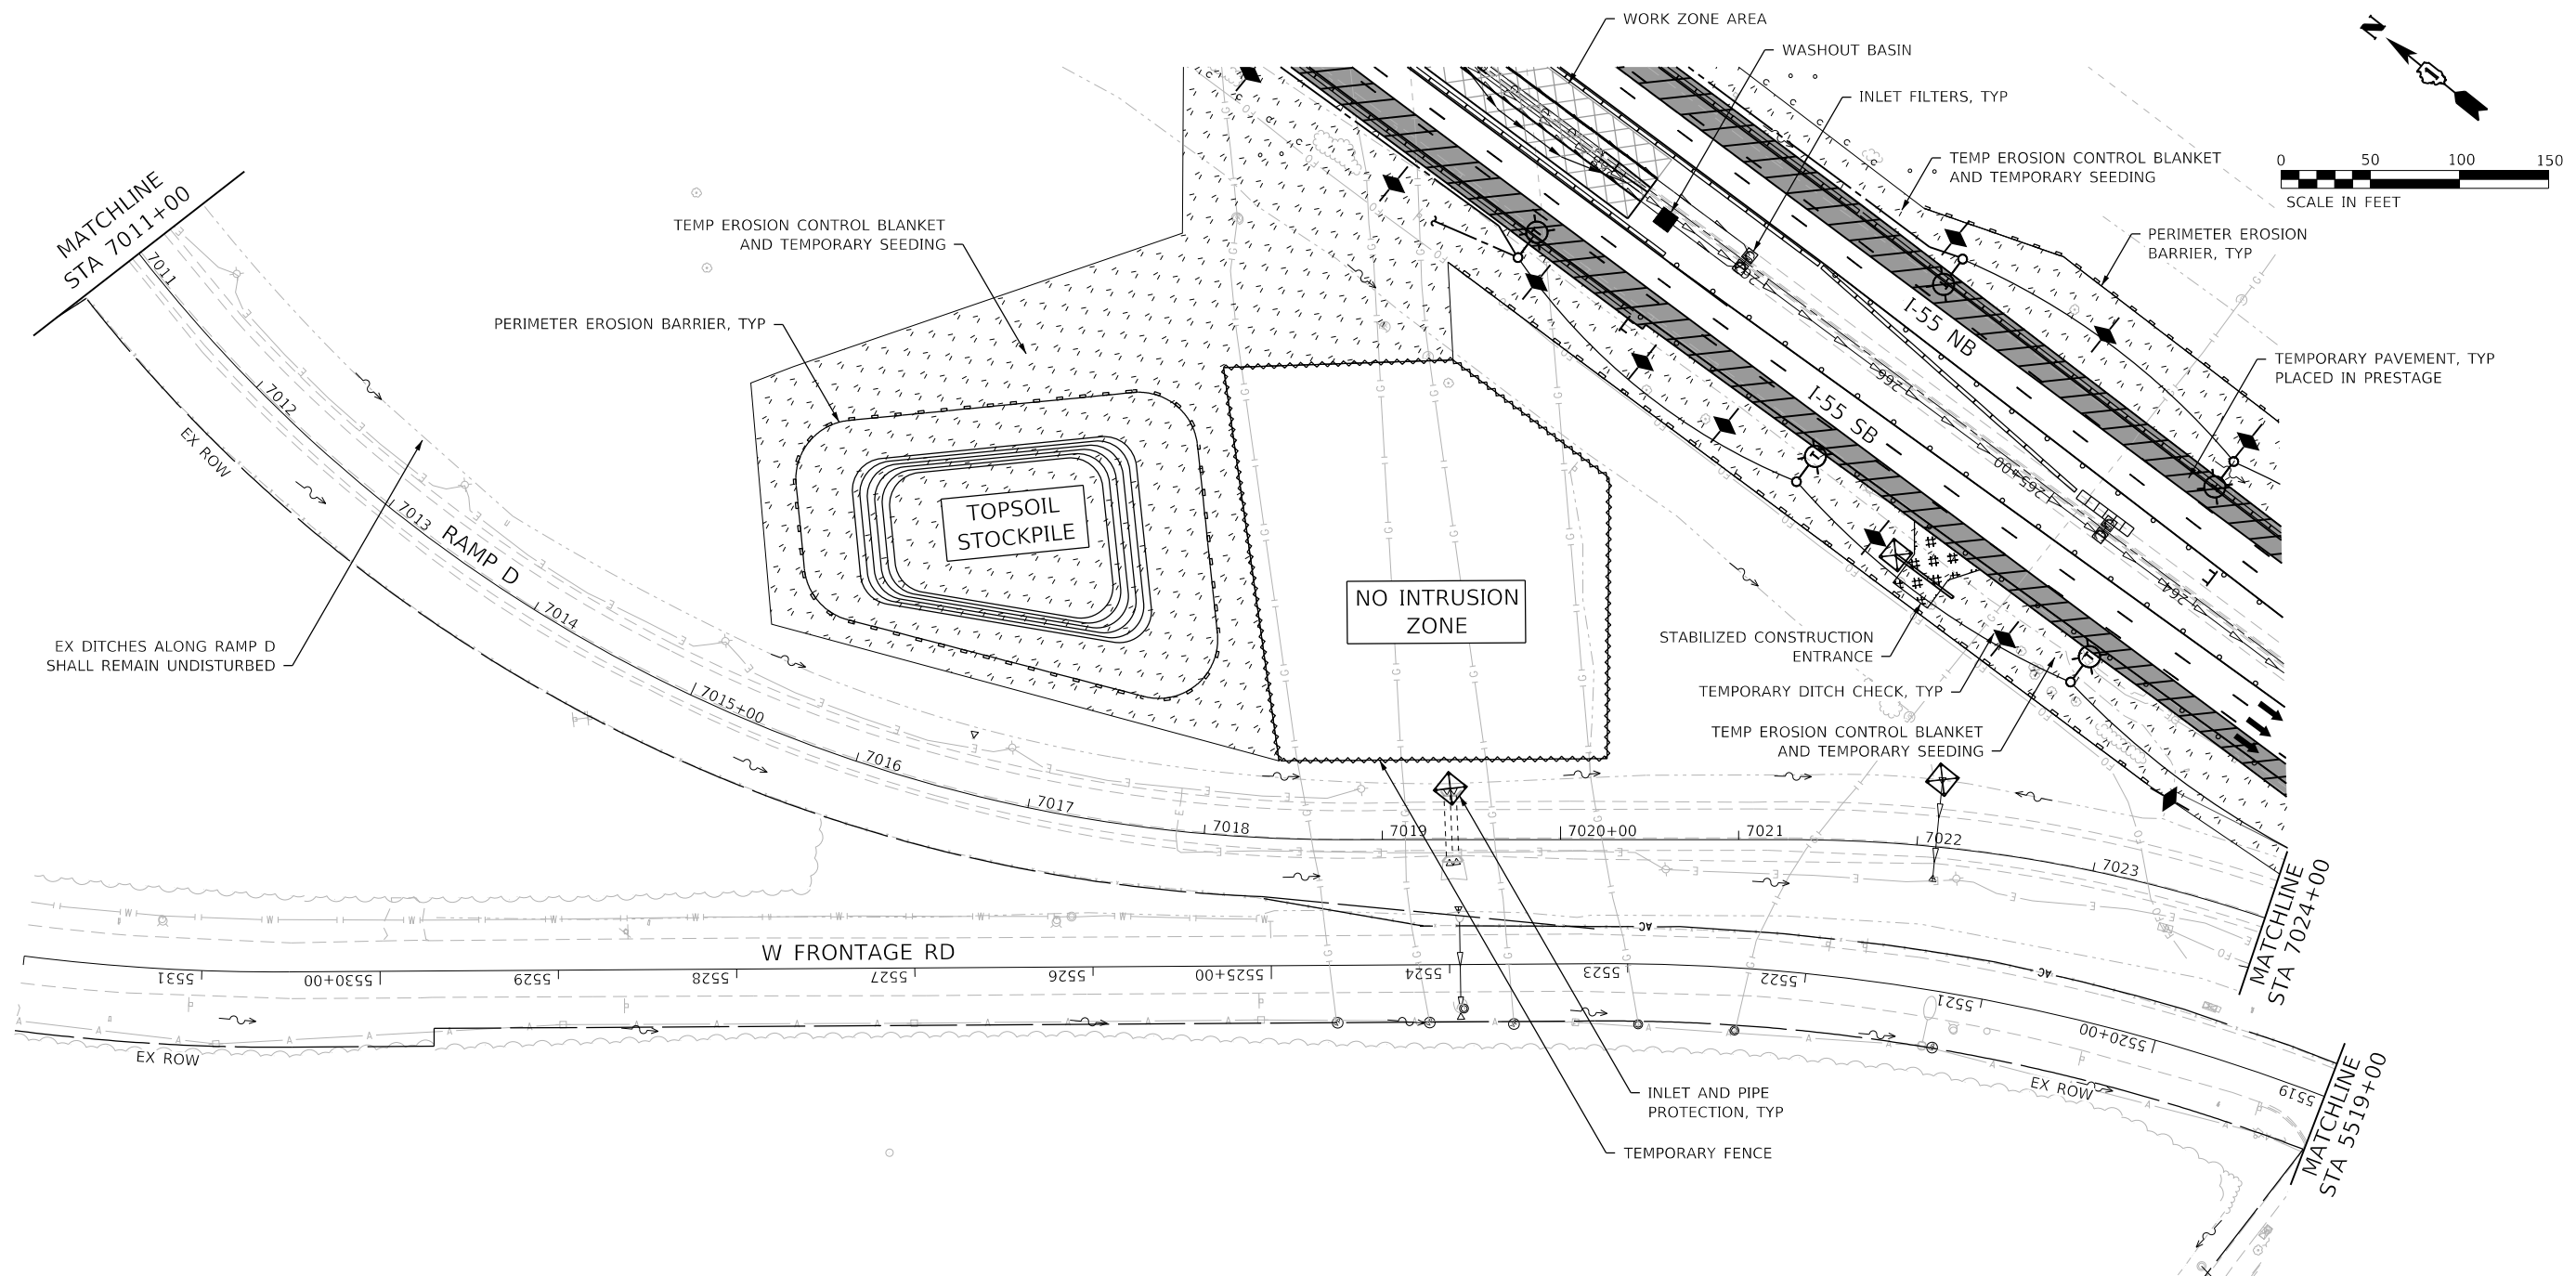 WORK ZONE AREA
WASHOUT BASIN
INLET FILTERS, TYP
N
0 50 100 150
SCALE IN FEET
TEMP EROSION CONTROL BLANKET
AND TEMPORARY SEEDING
PERIMETER EROSION
BARRIER, TYP
TEMPORARY PAVEMENT, TYP
PLACED IN PRESTAGE
MATCHLINE
STA 7011+00
TEMP EROSION CONTROL BLANKET
AND TEMPORARY SEEDING
PERIMETER EROSION BARRIER, TYP
I-55 NB
I-55 SB
266
265+00
264
7011
7012
7013
7014
7015+00
7016
7017
7018
7019
7020+00
7021
7022
7023
EX ROW
RAMP D
TOPSOIL
STOCKPILE
NO INTRUSION
ZONE
EX DITCHES ALONG RAMP D
SHALL REMAIN UNDISTURBED
STABILIZED CONSTRUCTION
ENTRANCE
TEMPORARY DITCH CHECK, TYP
TEMP EROSION CONTROL BLANKET
AND TEMPORARY SEEDING
MATCHLINE
STA 7024+00
W FRONTAGE RD
AC
AC
5531
5530+00
5529
5528
5527
5526
5525+00
5524
5523
5522
5521
5520+00
5519
EX ROW
EX ROW
MATCHLINE
STA 5519+00
INLET AND PIPE
PROTECTION, TYP
TEMPORARY FENCE